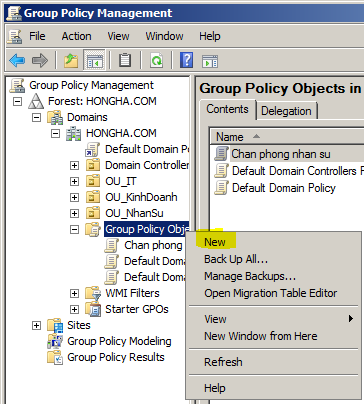 Group Policy Management
File Action View Window Help
Group Policy Management
Forest: HONGHA.COM
Domains
HONGHA.COM
Default Domain Po
Domain Controller
OU_IT
OU_KinhDoanh
OU_NhanSu
Group Policy Obje
Chan phong
Default Doma
Default Doma
WMI Filters
Starter GPOs
Sites
Group Policy Modeling
Group Policy Results
Group Policy Objects in
Contents Delegation
Name
Chan phong nhan su
Default Domain Controllers P
Default Domain Policy
New
Back Up All...
Manage Backups...
Open Migration Table Editor
View
New Window from Here
Refresh
Help